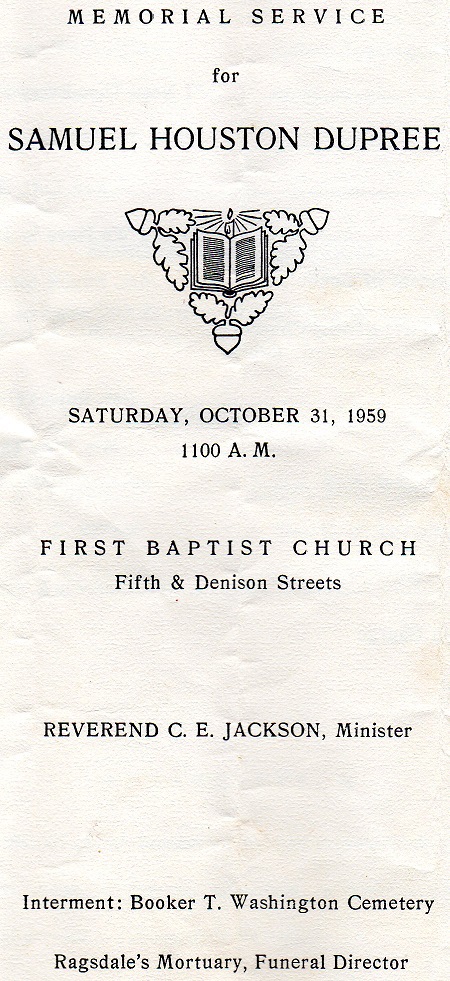 MEMORIAL SERVICE
for
SAMUEL HOUSTON DUPREE
SATURDAY, OCTOBER 31, 1959
1100 A. M.
FIRST BAPTIST CHURCH
Fifth & Denison Streets
REVEREND C. E. JACKSON, Minister
Interment: Booker T. Washington Cemetery
Ragsdale's Mortuary, Funeral Director